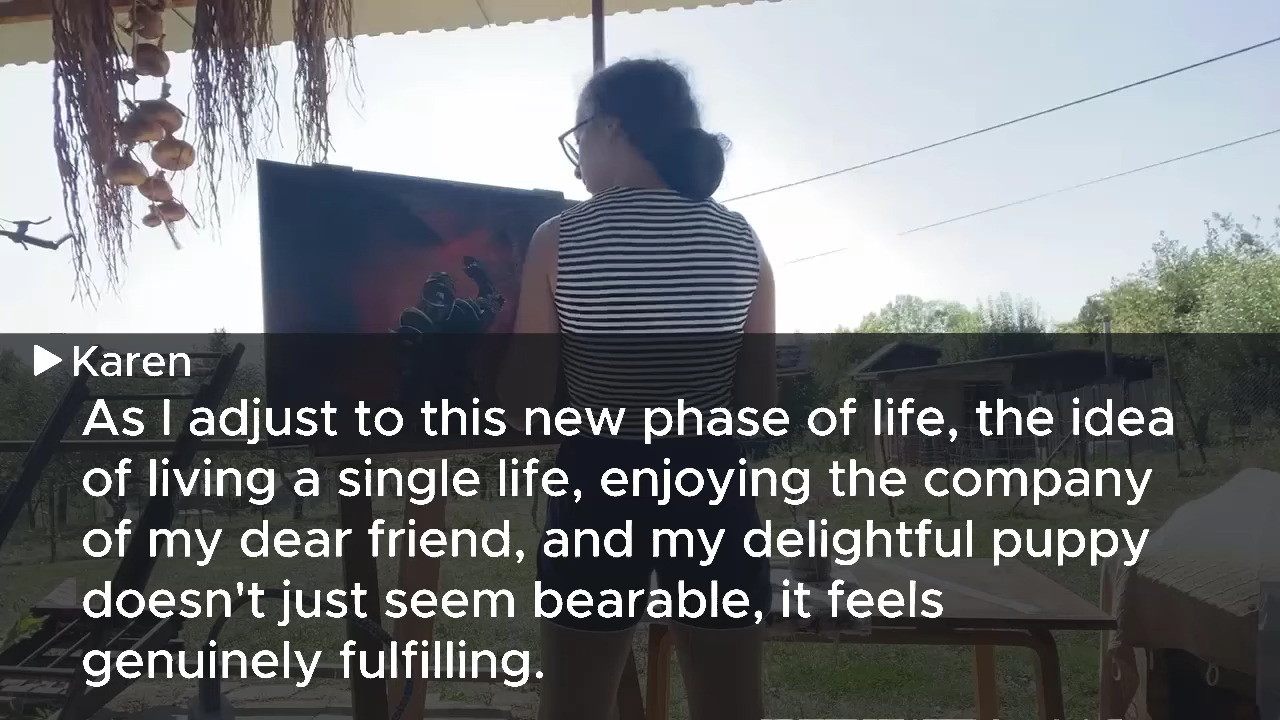 Karen
As I adjust to this new phase of life, the idea
of living a single life, enjoying the company
of my dear friend, and my delightful puppy
doesn't just seem bearable, it feels
genuinely fulfilling.